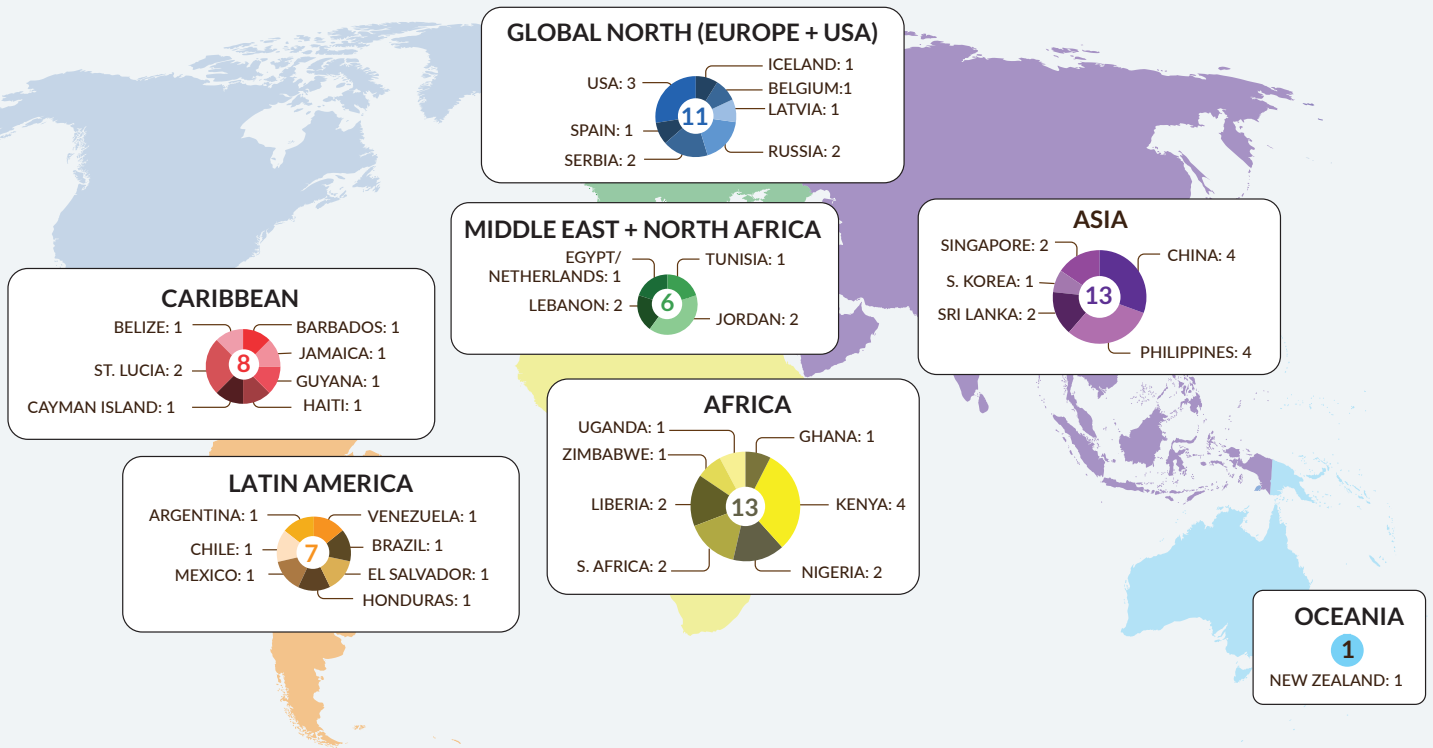 GLOBAL NORTH (EUROPE + USA)
USA: 3
ICELAND: 1
BELGIUM:1
LATVIA: 1
11
SPAIN: 1
SERBIA: 2
RUSSIA: 2
MIDDLE EAST + NORTH AFRICA
EGYPT/
NETHERLANDS: 1
TUNISIA: 1
LEBANON: 2
6
JORDAN: 2
ASIA
SINGAPORE: 2
CHINA: 4
S. KOREA: 1
13
SRI LANKA: 2
PHILIPPINES: 4
CARIBBEAN
BELIZE: 1
BARBADOS: 1
JAMAICA: 1
ST. LUCIA: 2
8
GUYANA: 1
CAYMAN ISLAND: 1
HAITI: 1
AFRICA
UGANDA: 1
GHANA: 1
ZIMBABWE: 1
LIBERIA: 2
13
KENYA: 4
S. AFRICA: 2
NIGERIA: 2
LATIN AMERICA
ARGENTINA: 1
VENEZUELA: 1
CHILE: 1
7
BRAZIL: 1
MEXICO: 1
EL SALVADOR: 1
HONDURAS: 1
OCEANIA
1
NEW ZEALAND: 1